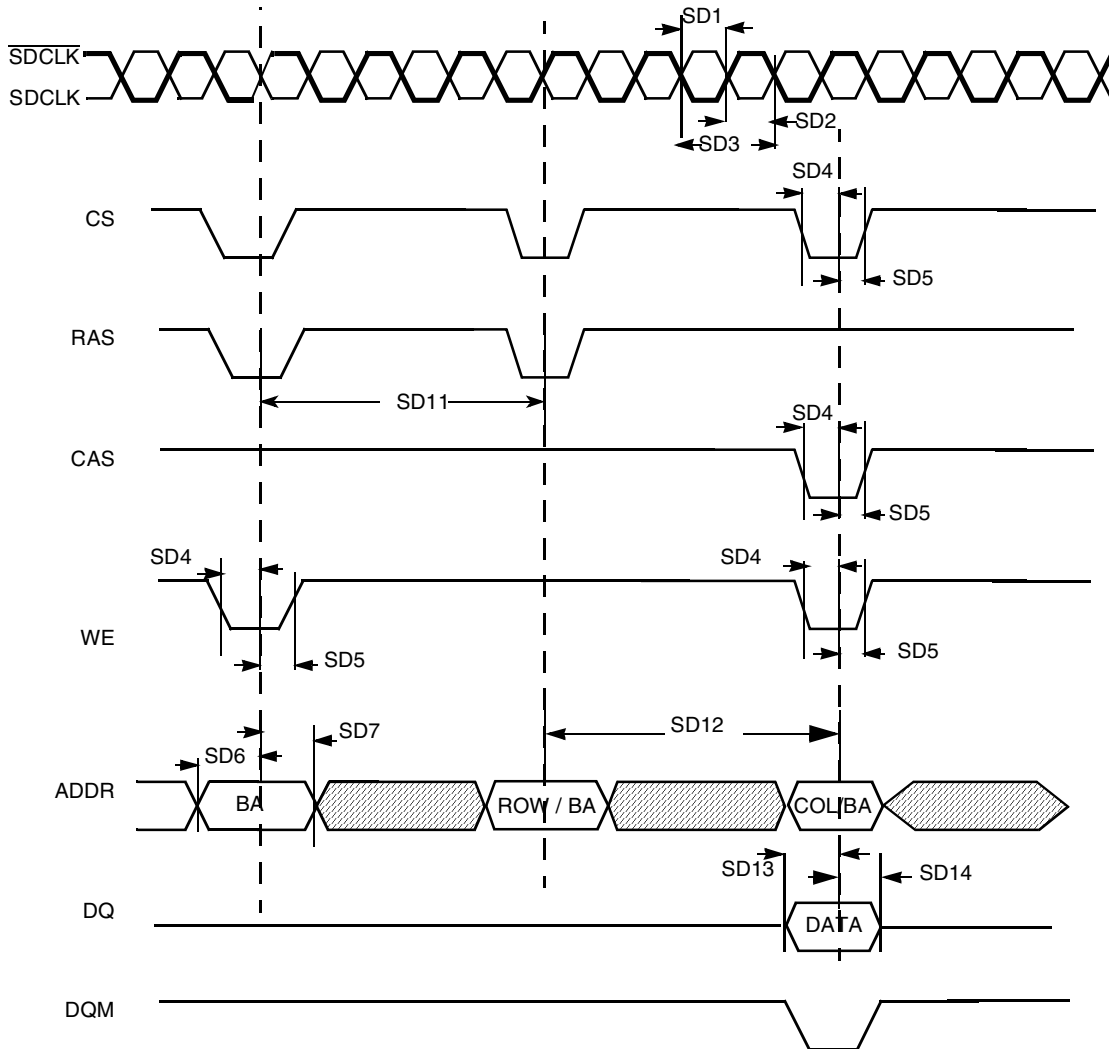 SD1
SDCLK
SDCLK
SD2
SD3
SD4
CS
SD5
RAS
SD11
SD4
CAS
SD5
SD4
SD4
WE
SD5
SD5
SD12
SD7
SD6
ADDR
BA
ROW / BA
COL/BA
SD13
SD14
DQ
DATA
DQM